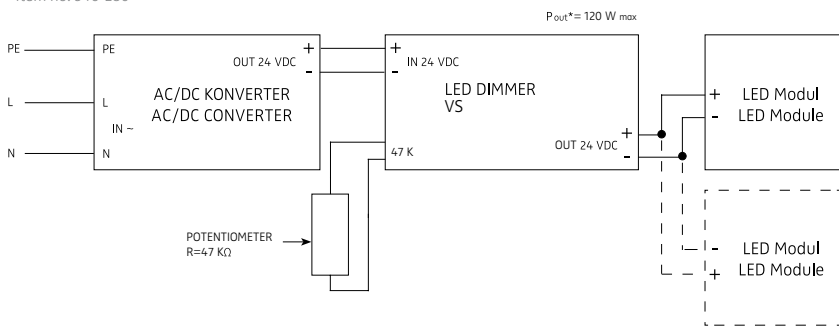 Pout*= 120 W max
PE
PE
OUT 24 VDC
+
-
+
-
IN 24 VDC
L
L
AC/DC KONVERTER
AC/DC CONVERTER
IN ~
N
N
LED DIMMER
VS
47 K
OUT 24 VDC
+
-
+
-
LED Modul
LED Module
POTENTIOMETER
R=47 KΩ
-
+
LED Modul
LED Module